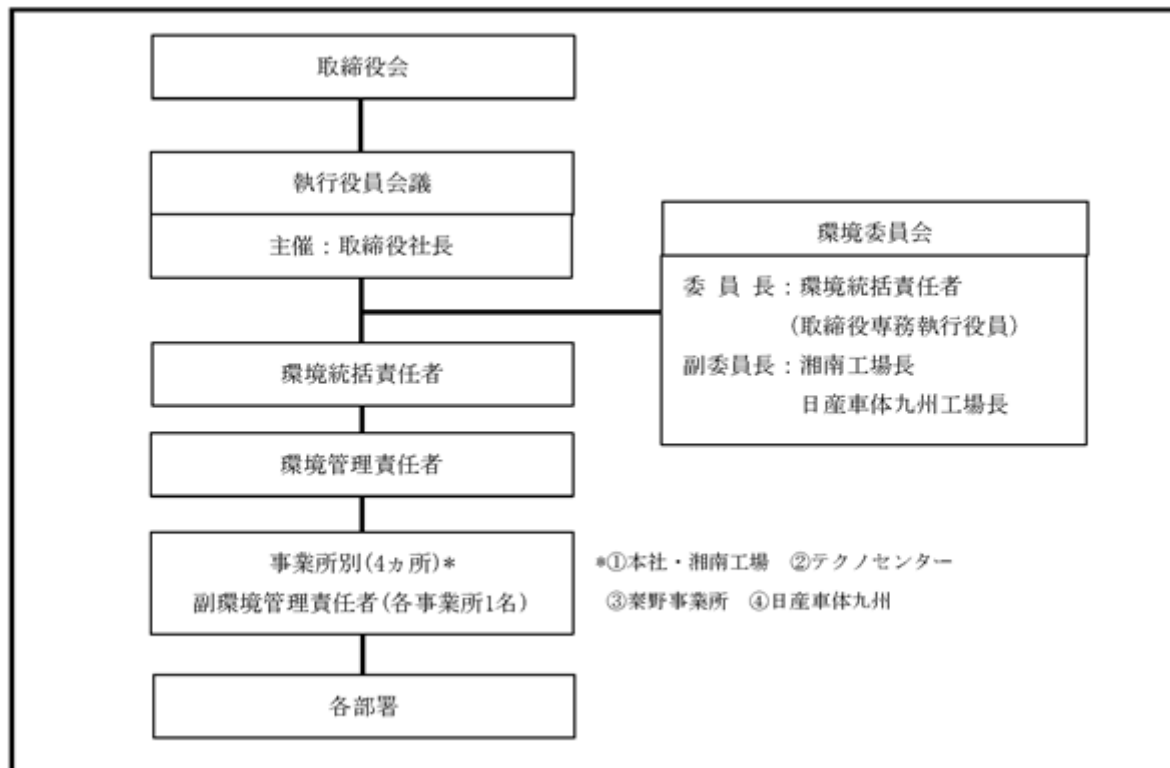 取締役会
執行役員会議
主催：取締役社長
環境委員会
委 員 長：環境統括責任者
(取締役専務執行役員)
副委員長：湘南工場長
日産車体九州工場長
環境統括責任者
環境管理責任者
事業所別(4ヵ所)*
副環境管理責任者(各事業所1名)
*①本社・湘南工場　②テクノセンター
③秦野事業所　④日産車体九州
各部署